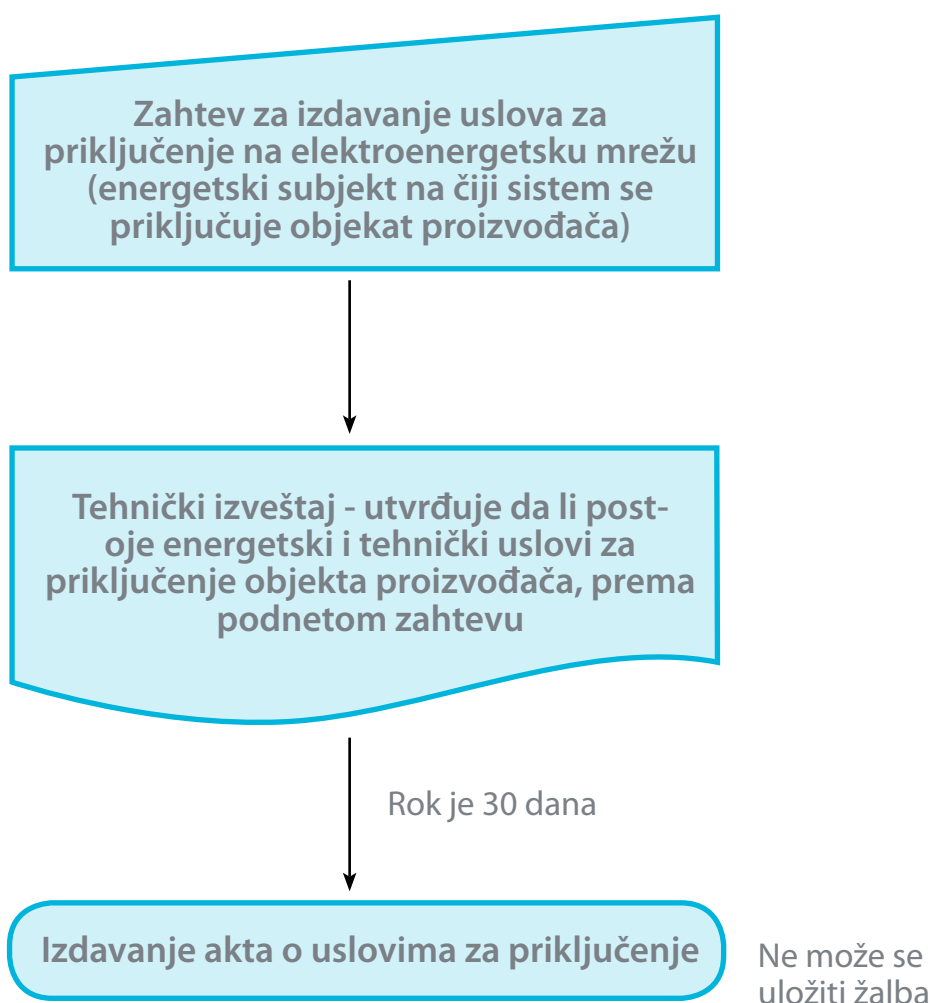 Zahtev za izdavanje uslova za
priključenje na elektroenergetsku mrežu
(energetski subjekt na čiji sistem se
priključuje objekat proizvođača)
Tehnički izveštaj - utvrđuje da li post-
oje energetski i tehnički uslovi za
priključenje objekta proizvođača, prema
podnetom zahtevu
Rok je 30 dana
Izdavanje akta o uslovima za priključenje
Ne može se
uložiti žalba